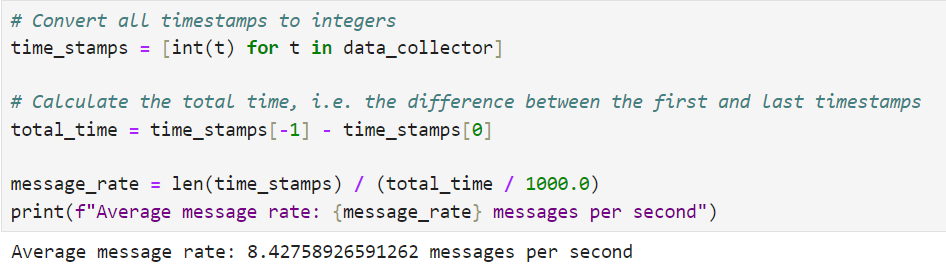 # Convert all timestamps to integers
time_stamps = [int(t) for t in data_collector]
# Calculate the total time, i.e. the difference between the first and last timestamps
total_time = time_stamps[-1] - time_stamps[0]
message_rate = len(time_stamps) / (total_time / 1000.0)
print(f"Average message rate: {message_rate} messages per second")
Average message rate: 8.42758926591262 messages per second